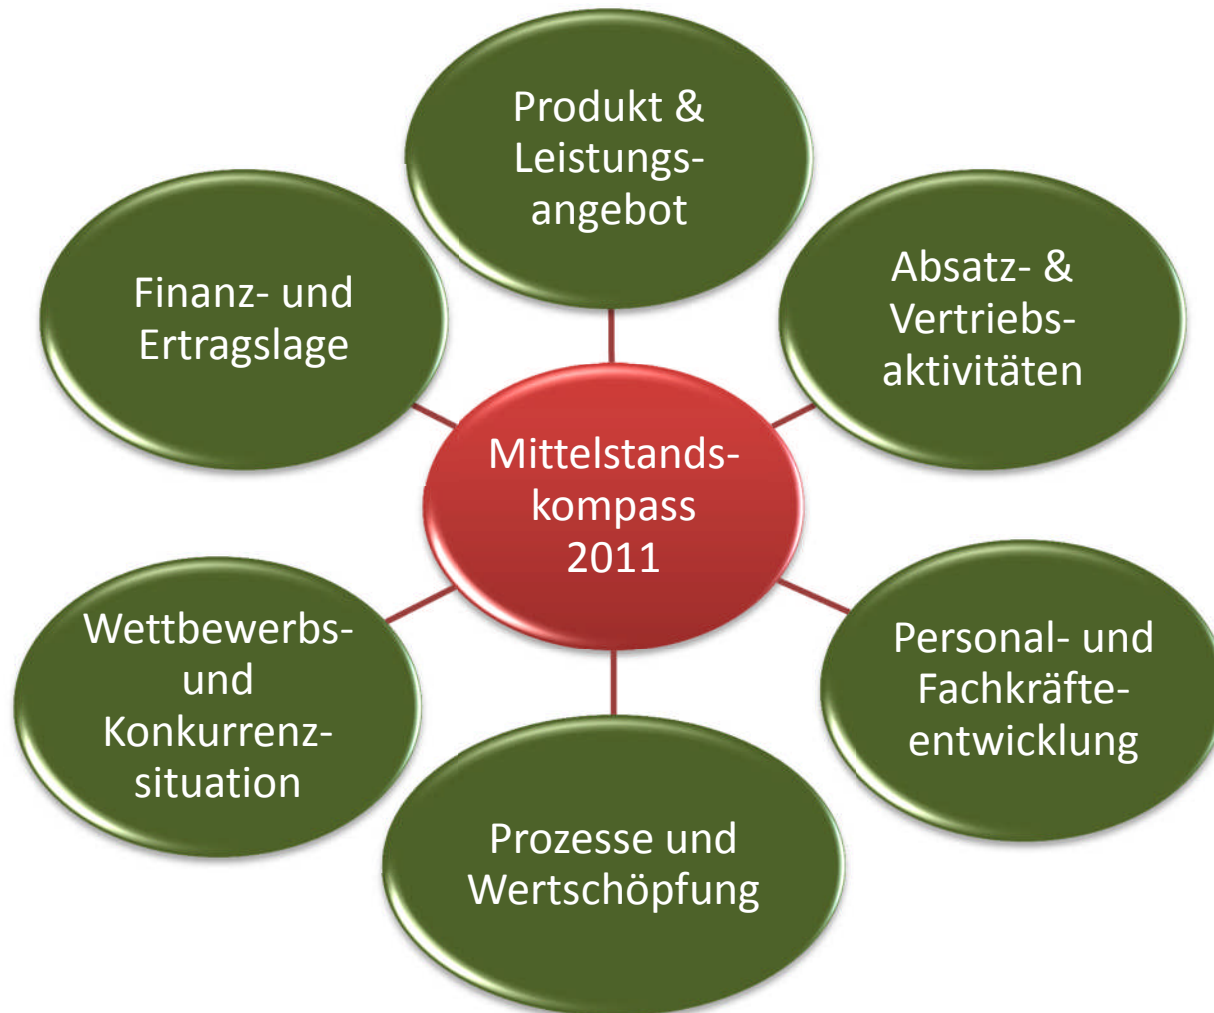 Produkt &
Leistungs-
angebot
Absatz- &
Vertriebs-
aktivitäten
Finanz- und
Ertragslage
Mittelstands-
kompass
2011
Personal- und
Fachkräfte-
entwicklung
Wettbewerbs-
und
Konkurrenz-
situation
Prozesse und
Wertschöpfung